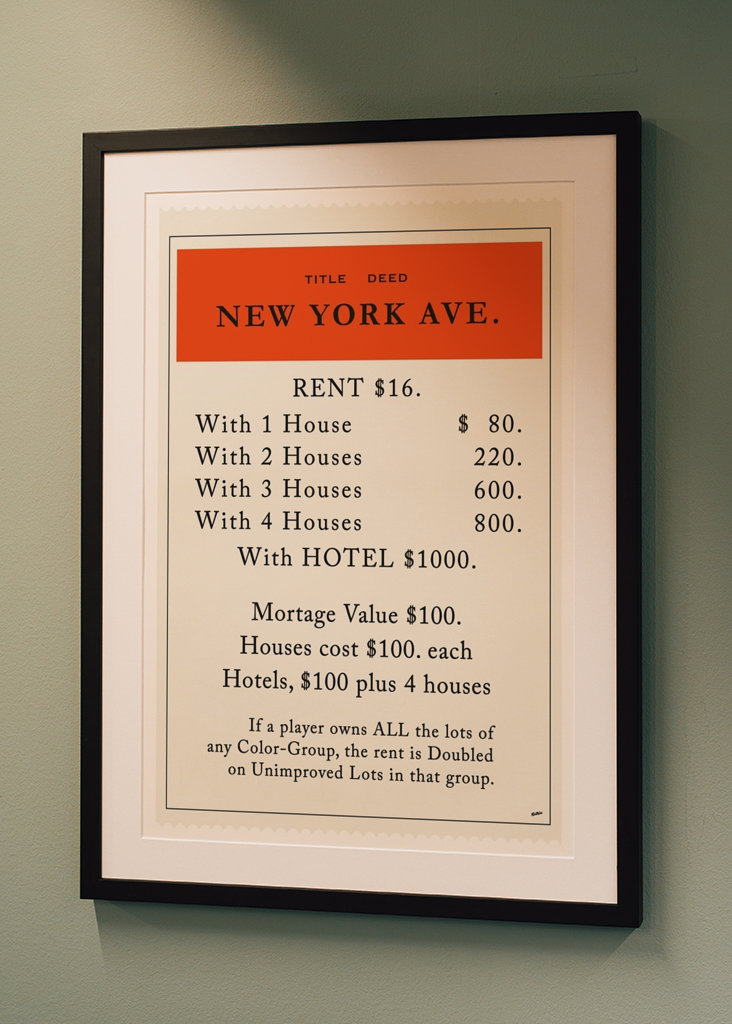 TITLE DEED
NEW YORK AVE.
RENT $16.
With 1 House $ 80.
With 2 Houses 220.
With 3 Houses 600.
With 4 Houses 800.
With HOTEL $1000.
Mortage Value $100.
Houses cost $100. each
Hotels, $100 plus 4 houses
If a player owns ALL the lots of
any Color-Group, the rent is Doubled
on Unimproved Lots in that group.